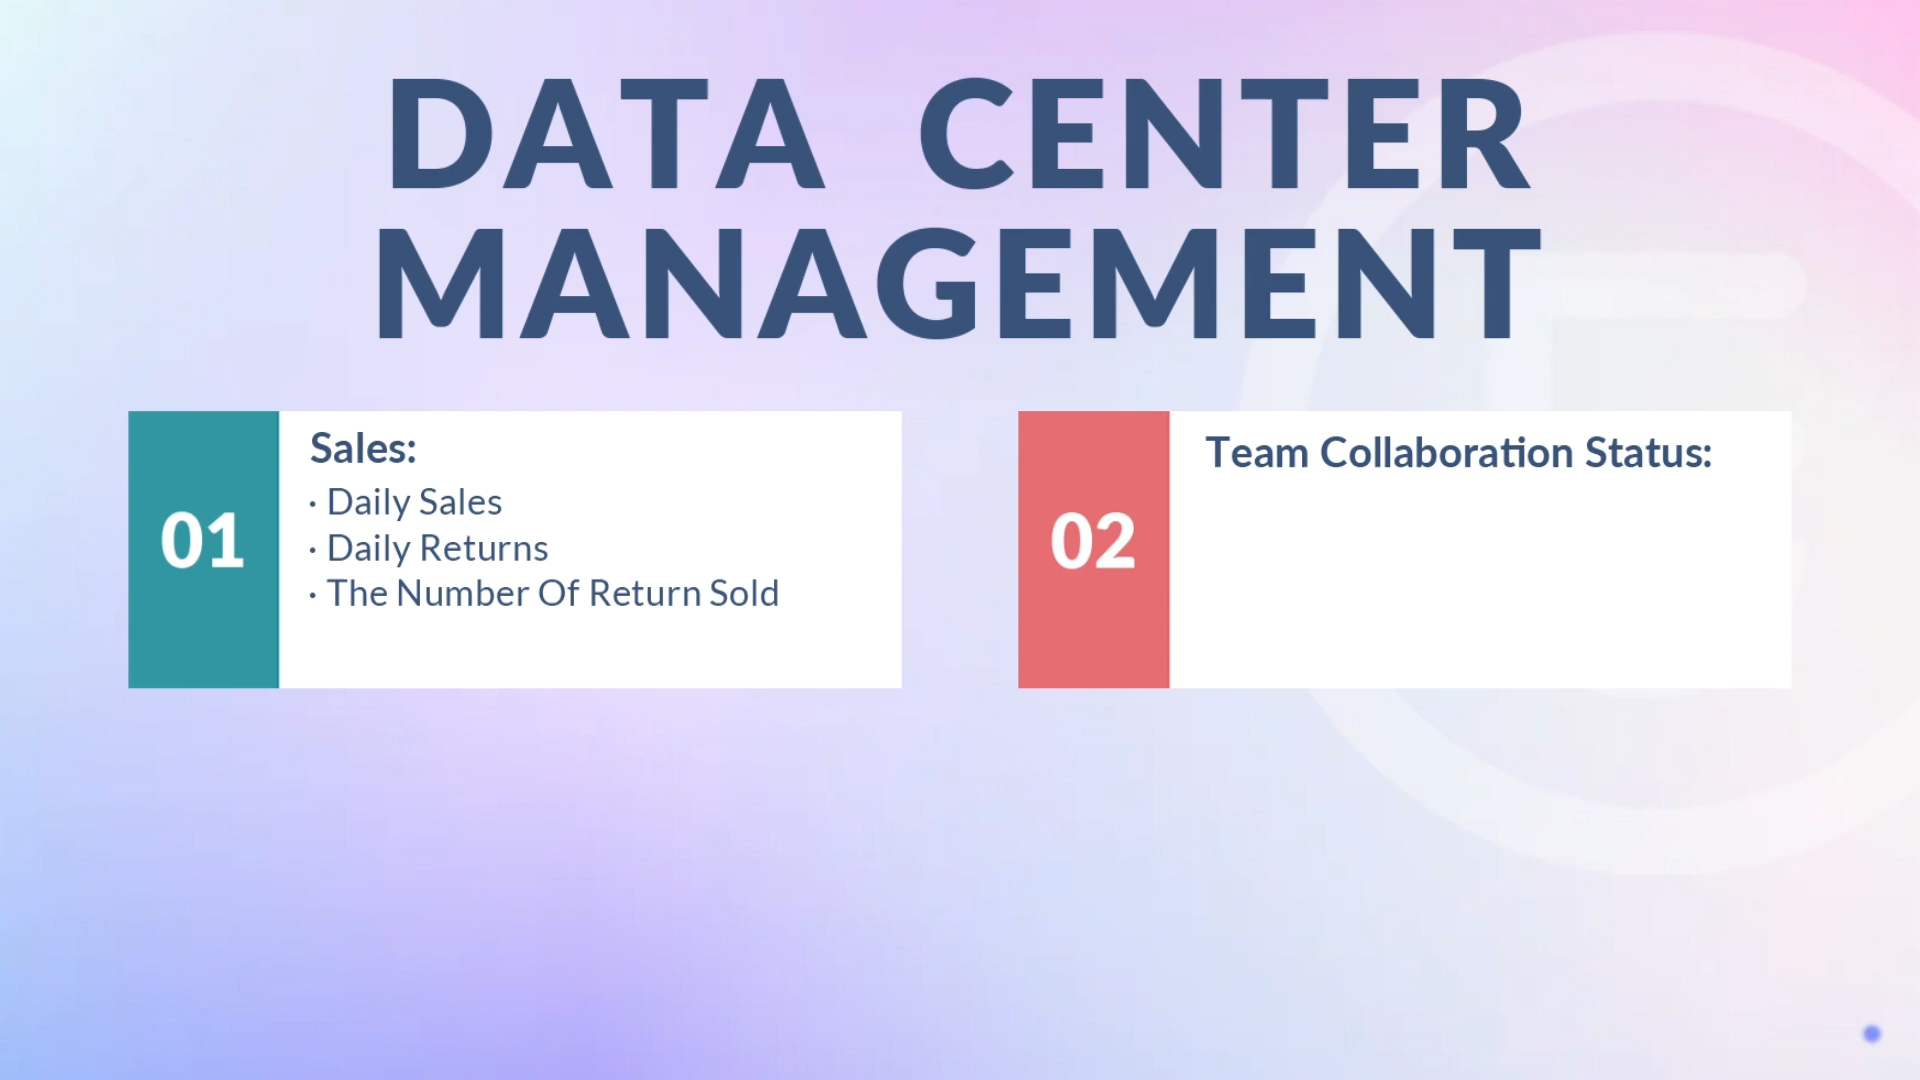 DATA CENTER
MANAGEMENT
01
Sales:
· Daily Sales
· Daily Returns
· The Number Of Return Sold
02
Team Collaboration Status: